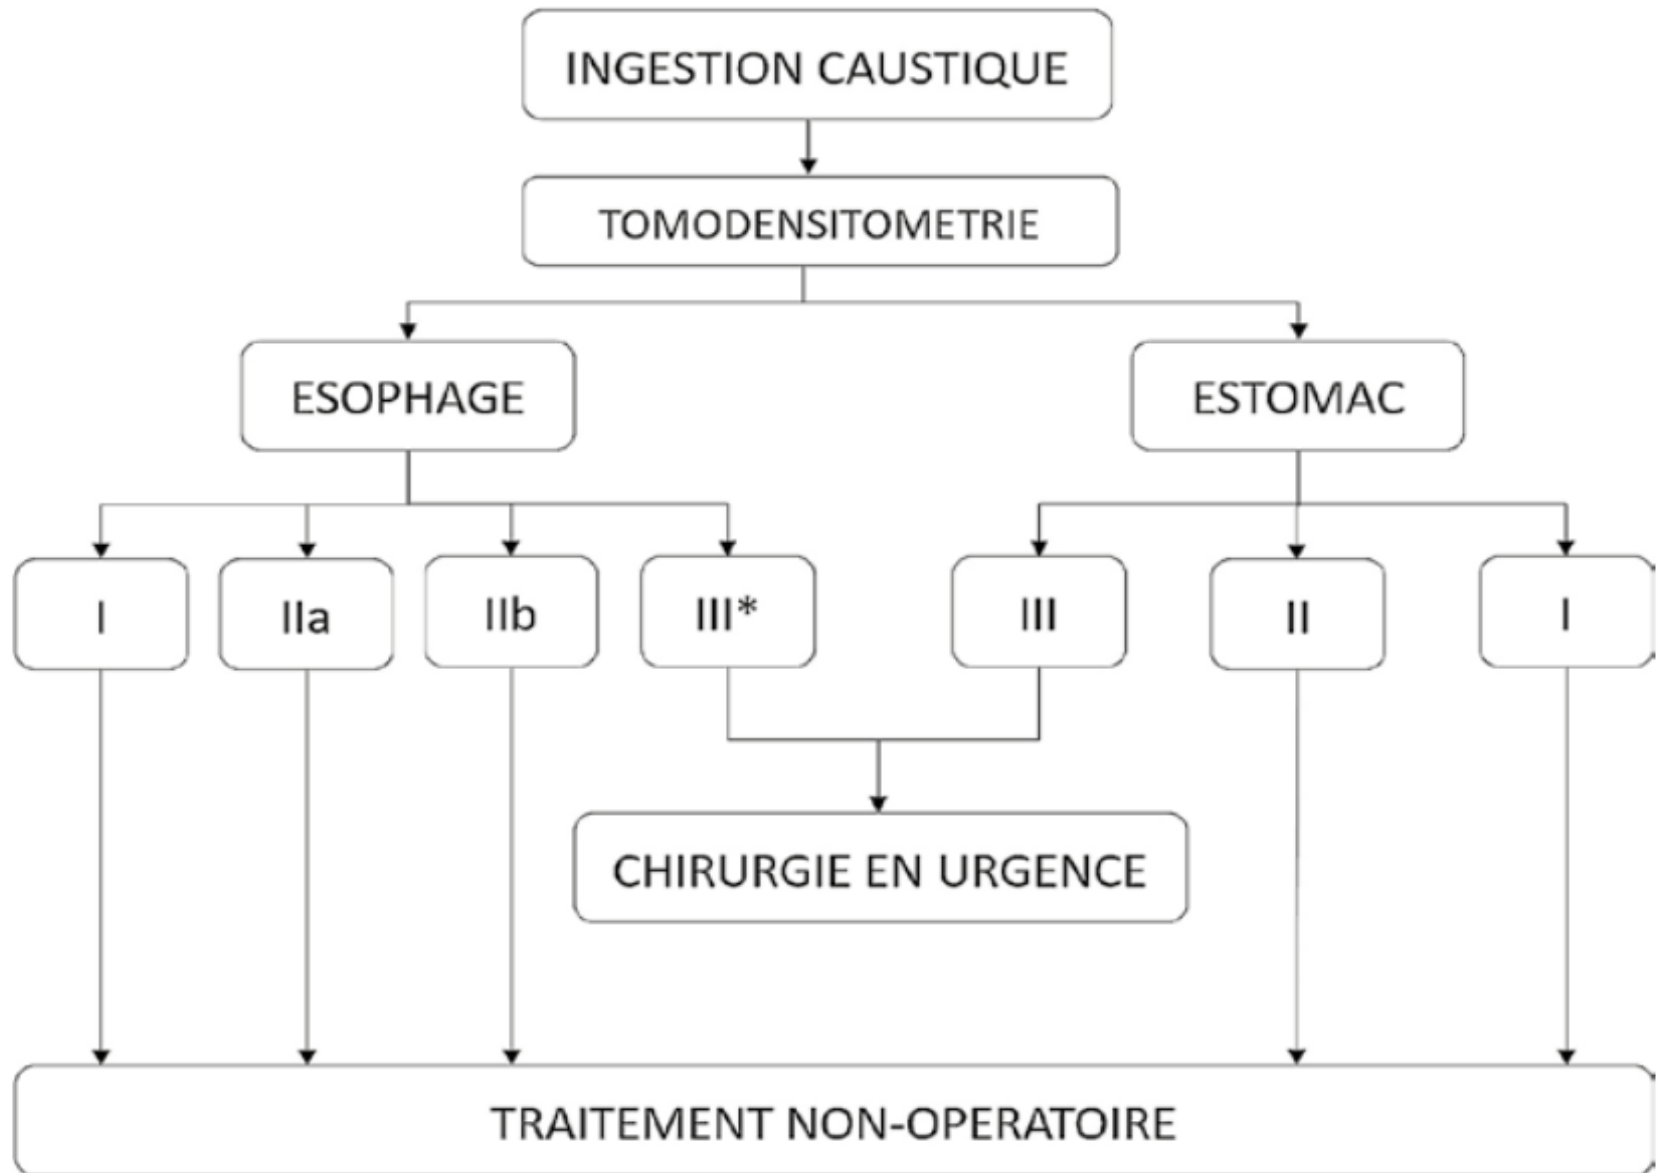 INGESTION CAUSTIQUE
TOMODENSITOMETRIE
ESOPHAGE
ESTOMAC
I
IIa
IIb
III*
III
II
I
CHIRURGIE EN URGENCE
TRAITEMENT NON-OPERATOIRE